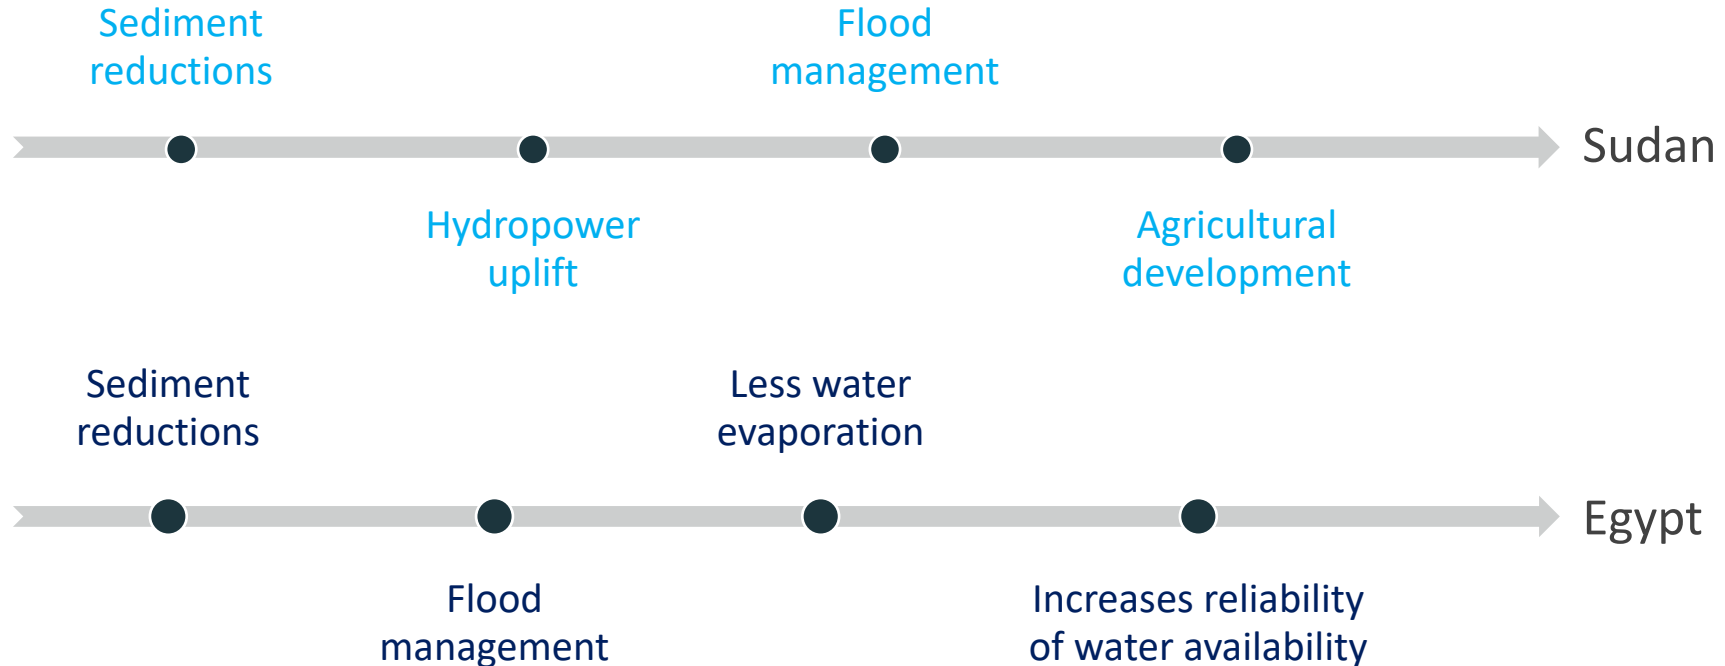 Sediment
reductions
Flood
management
Sudan
Hydropower
uplift
Agricultural
development
Sediment
reductions
Less water
evaporation
Egypt
Flood
management
Increases reliability
of water availability